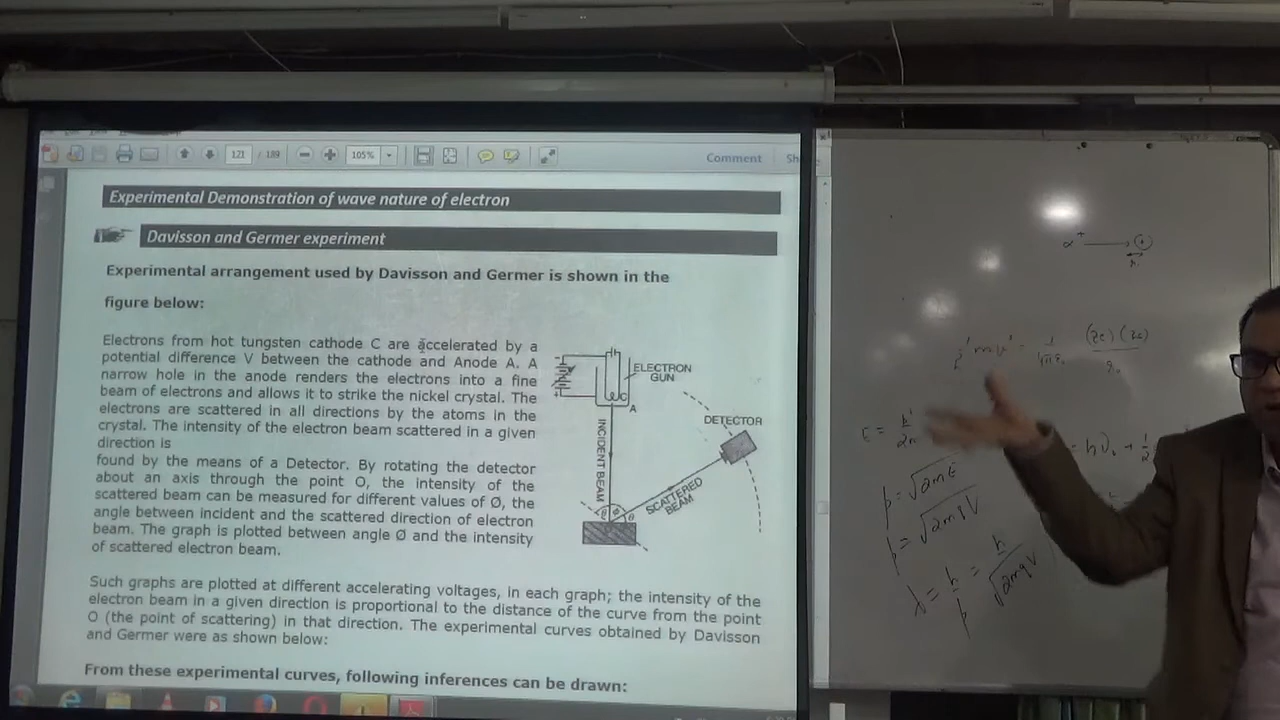 121 / 189
105%
Comment
Sh
Experimental Demonstration of wave nature of electron
Davisson and Germer experiment
Experimental arrangement used by Davisson and Germer is shown in the
figure below:
Electrons from hot tungsten cathode C are accelerated by a
potential difference V between the cathode and Anode A. A
narrow hole in the anode renders the electrons into a fine
beam of electrons and allows it to strike the nickel crystal. The
electrons are scattered in all directions by the atoms in the
crystal. The intensity of the electron beam scattered in a given
direction is
found by the means of a Detector. By rotating the detector
about an axis through the point O, the intensity of the
scattered beam can be measured for different values of Ø, the
angle between incident and the scattered direction of electron
beam. The graph is plotted between angle Ø and the intensity
of scattered electron beam.
ELECTRON
GUN
C
A
DETECTOR
INCIDENT BEAM
SCATTERED
BEAM
θ Φ θ
Such graphs are plotted at different accelerating voltages, in each graph; the intensity of the
electron beam in a given direction is proportional to the distance of the curve from the point
O (the point of scattering) in that direction. The experimental curves obtained by Davisson
and Germer were as shown below:
From these experimental curves, following inferences can be drawn:
E =
p = √2mE
p = √2mqV
λ = h/p = h/√2mqV